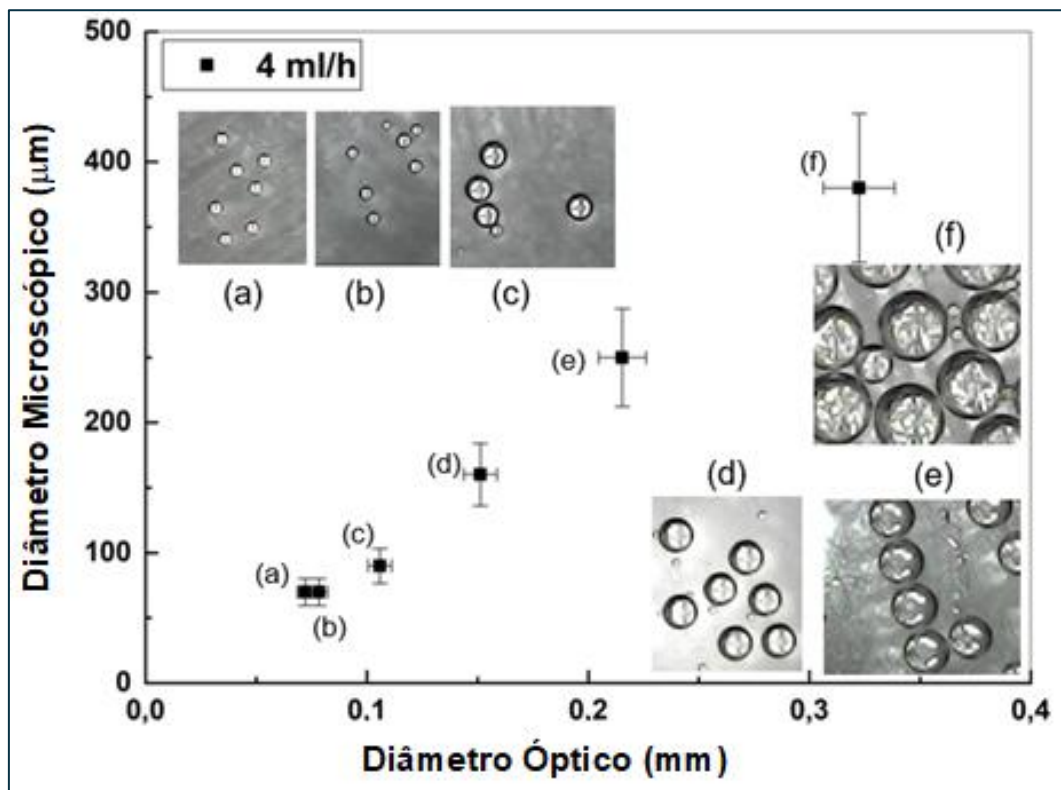 Diâmetro Microscópico (µm)
500
400
300
200
100
0
4 ml/h
(a)
(b)
(c)
(f)
(f)
(e)
(d)
(c)
(a)
(b)
(d)
(e)
0,0
0.1
0.2
0,3
0,4
Diâmetro Óptico (mm)